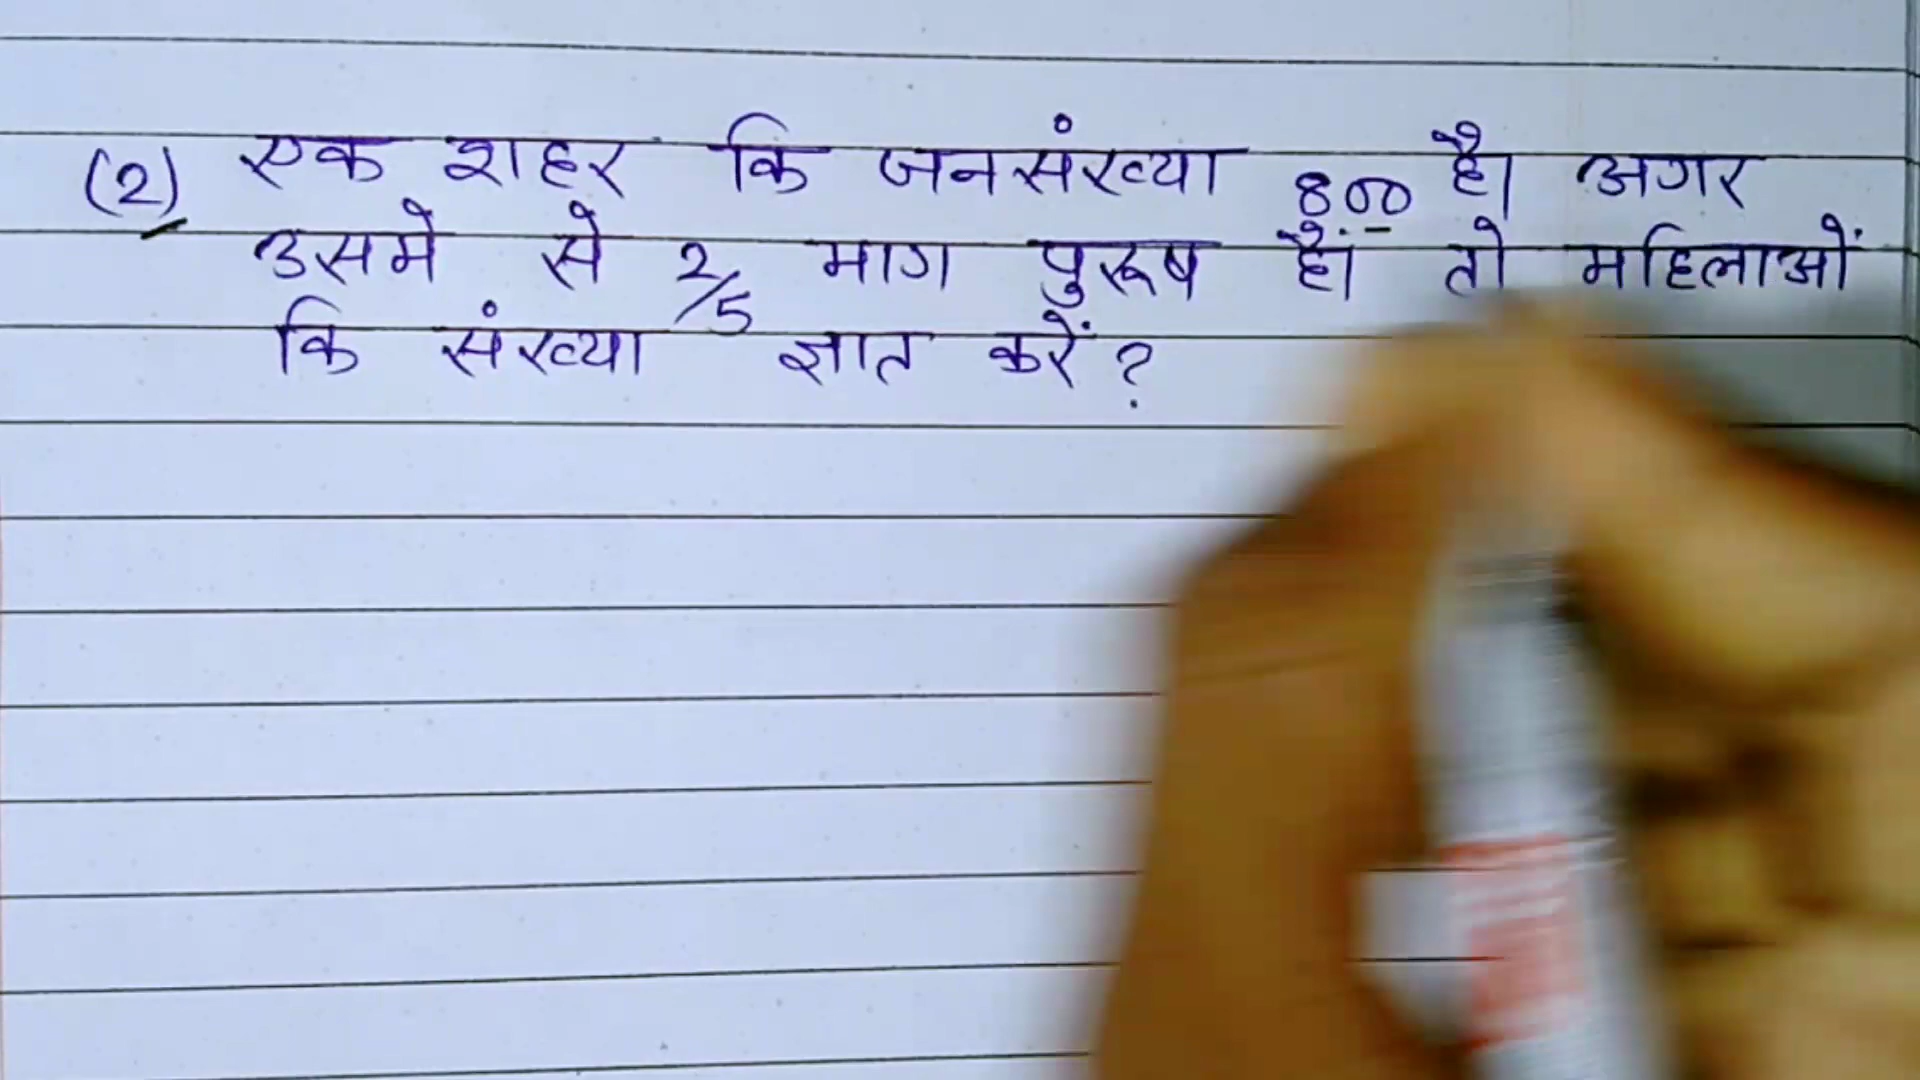 (2) एक शहर कि जनसंख्या 800 है। अगर
उसमे से 2/5 भाग पुरूष हैं। तो महिलाओं
कि संख्या ज्ञात करें ?